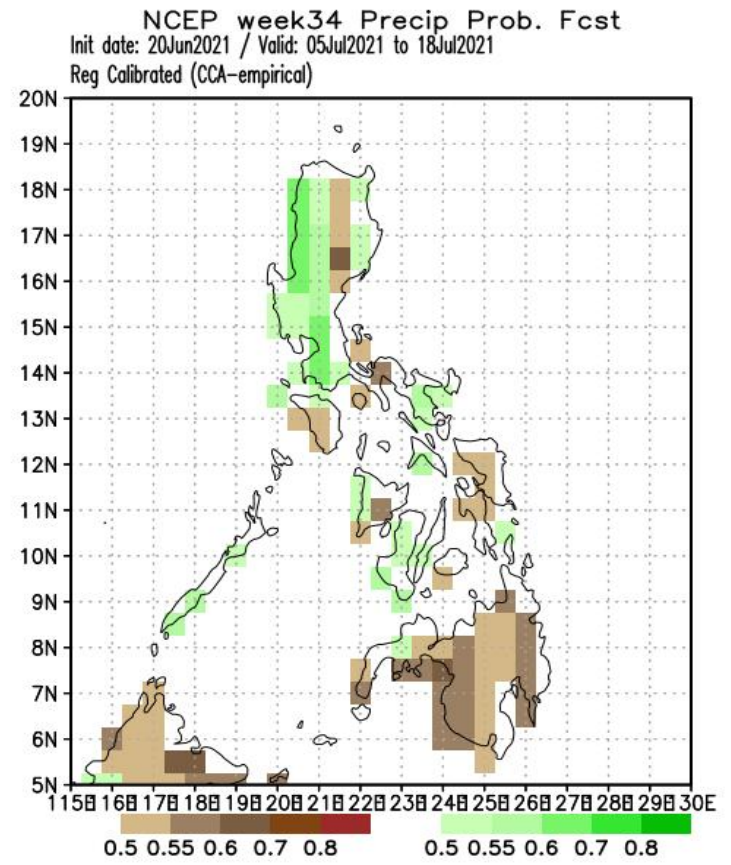 NCEP week34 Precip Prob. Fcst
Init date: 20Jun2021 / Valid: 05Jul2021 to 18Jul2021
Reg Calibrated (CCA-empirical)
20N
19N
18N
17N
16N
15N
14N
13N
12N
11N
10N
9N
8N
7N
6N
5N
115E 116E 117E 118E 119E 120E 121E 122E 123E 124E 125E 126E 127E 128E 129E 130E
0.5 0.55 0.6 0.7 0.8 0.5 0.55 0.6 0.7 0.8